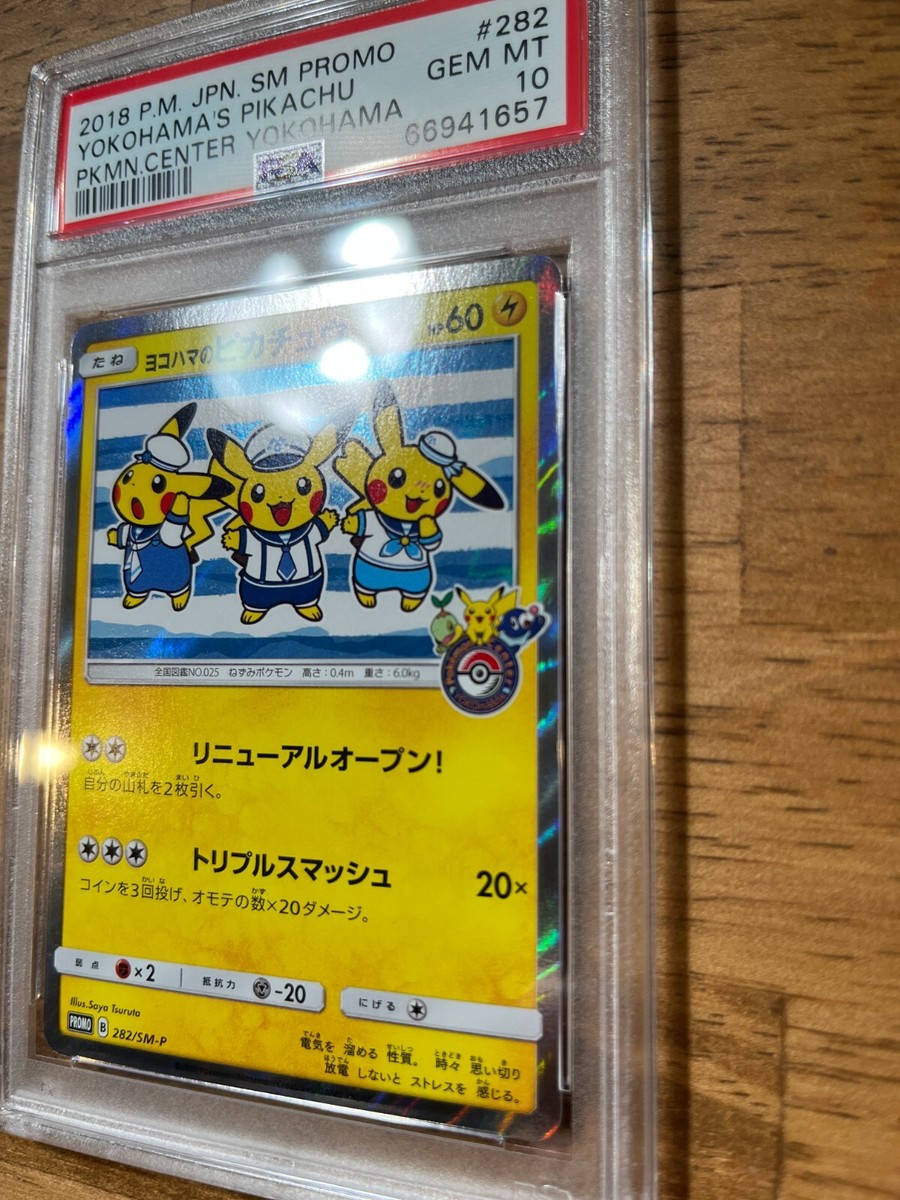 2018 P.M. JPN. SM PROMO
YOKOHAMA'S PIKACHU
PKMN.CENTER YOKOHAMA
#282
GEM MT
10
66941657
PSA
たね ヨコハマのピカチュウ HP60
全国図鑑NO.025 ねずみポケモン 高さ:0.4m 重さ:6.0kg
リニューアルオープン!
自分の山札を2枚引く。
トリプルスマッシュ 20×
コインを3回投げ、オモテの数×20ダメージ。
弱点 ×2 抵抗力 -20 にげる
Illus.Saya Tsuruta
PROMO B 282/SM-P
電気を 溜める 性質。 時々 思い切り
放電 しないと ストレスを 感じる。